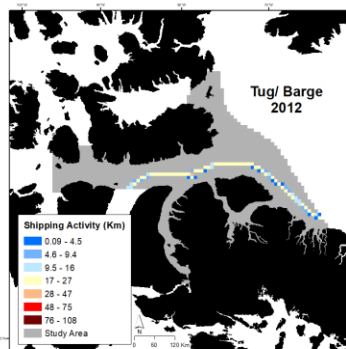 Tug/ Barge
2012
Shipping Activity (Km)
0.09 - 4.5
4.6 - 9.4
9.5 - 16
17 - 27
28 - 47
48 - 75
76 - 108
Study Area
N
0 30 60 120 Km